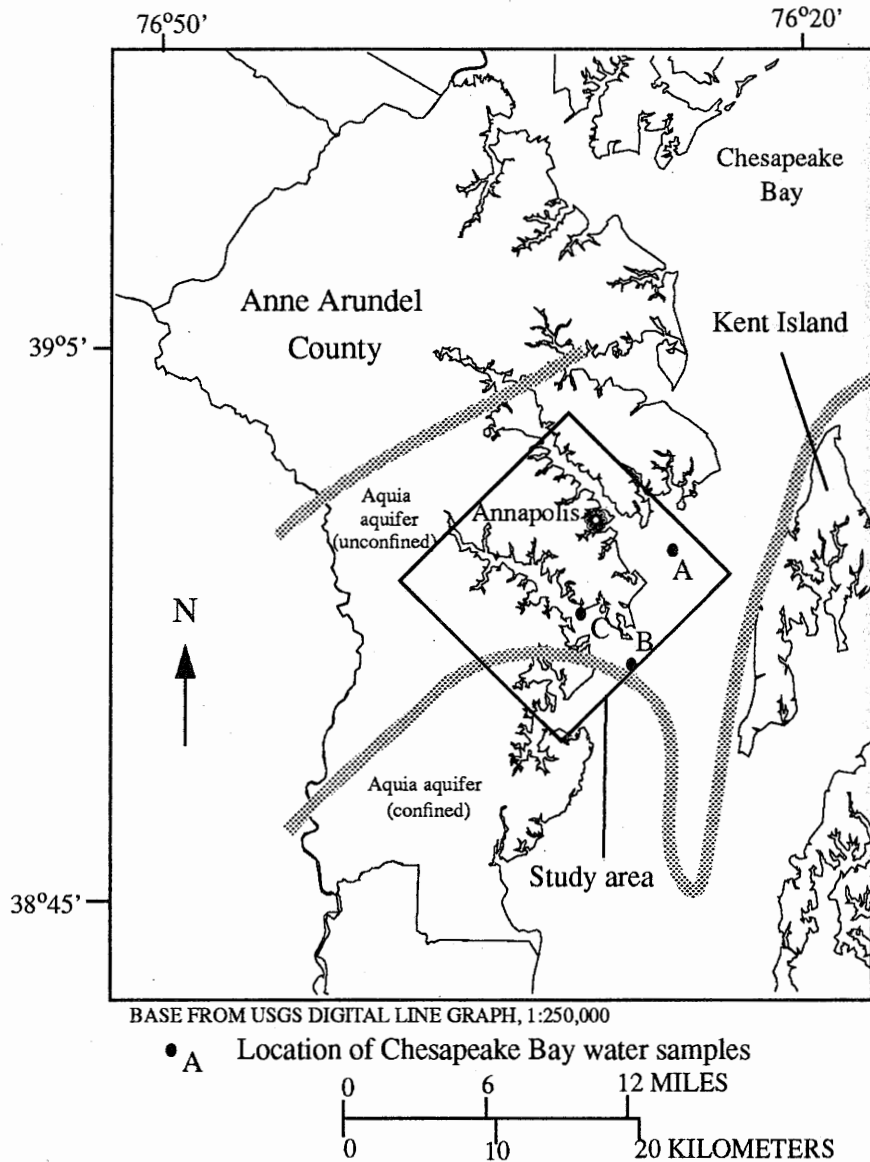 76°50'
76°20'
Chesapeake
Bay
Anne Arundel
County
Kent Island
39°5'
Aquia
aquifer
(unconfined)
Annapolis
A
N
C
B
Aquia aquifer
(confined)
Study area
38°45'
BASE FROM USGS DIGITAL LINE GRAPH, 1:250,000
A Location of Chesapeake Bay water samples
0 6 12 MILES
0 10 20 KILOMETERS